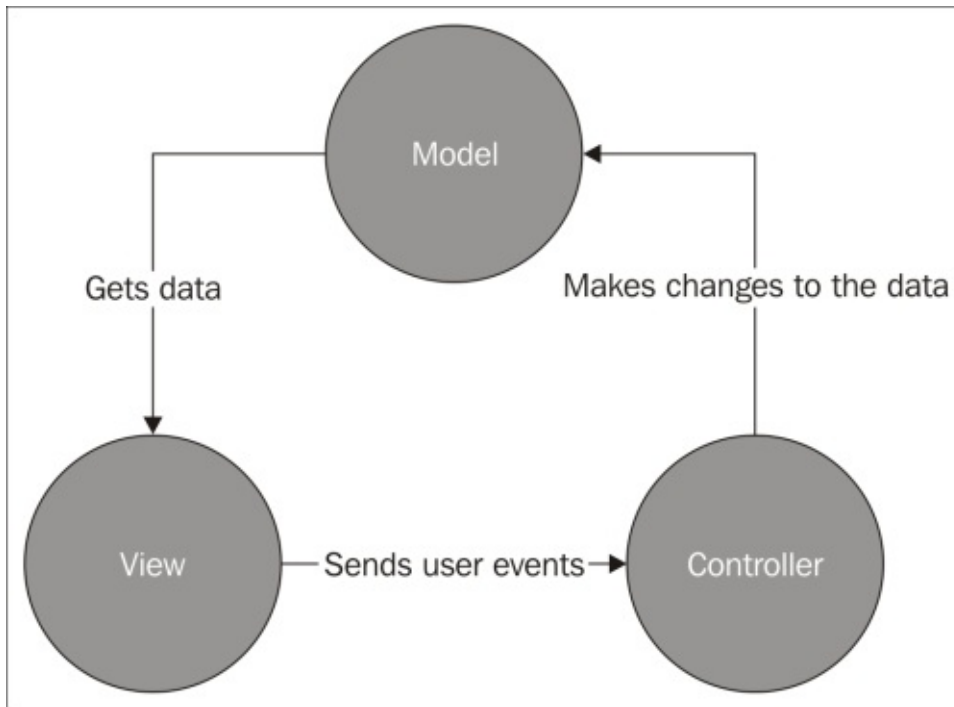 Model
Gets data
Makes changes to the data
View
Sends user events
Controller